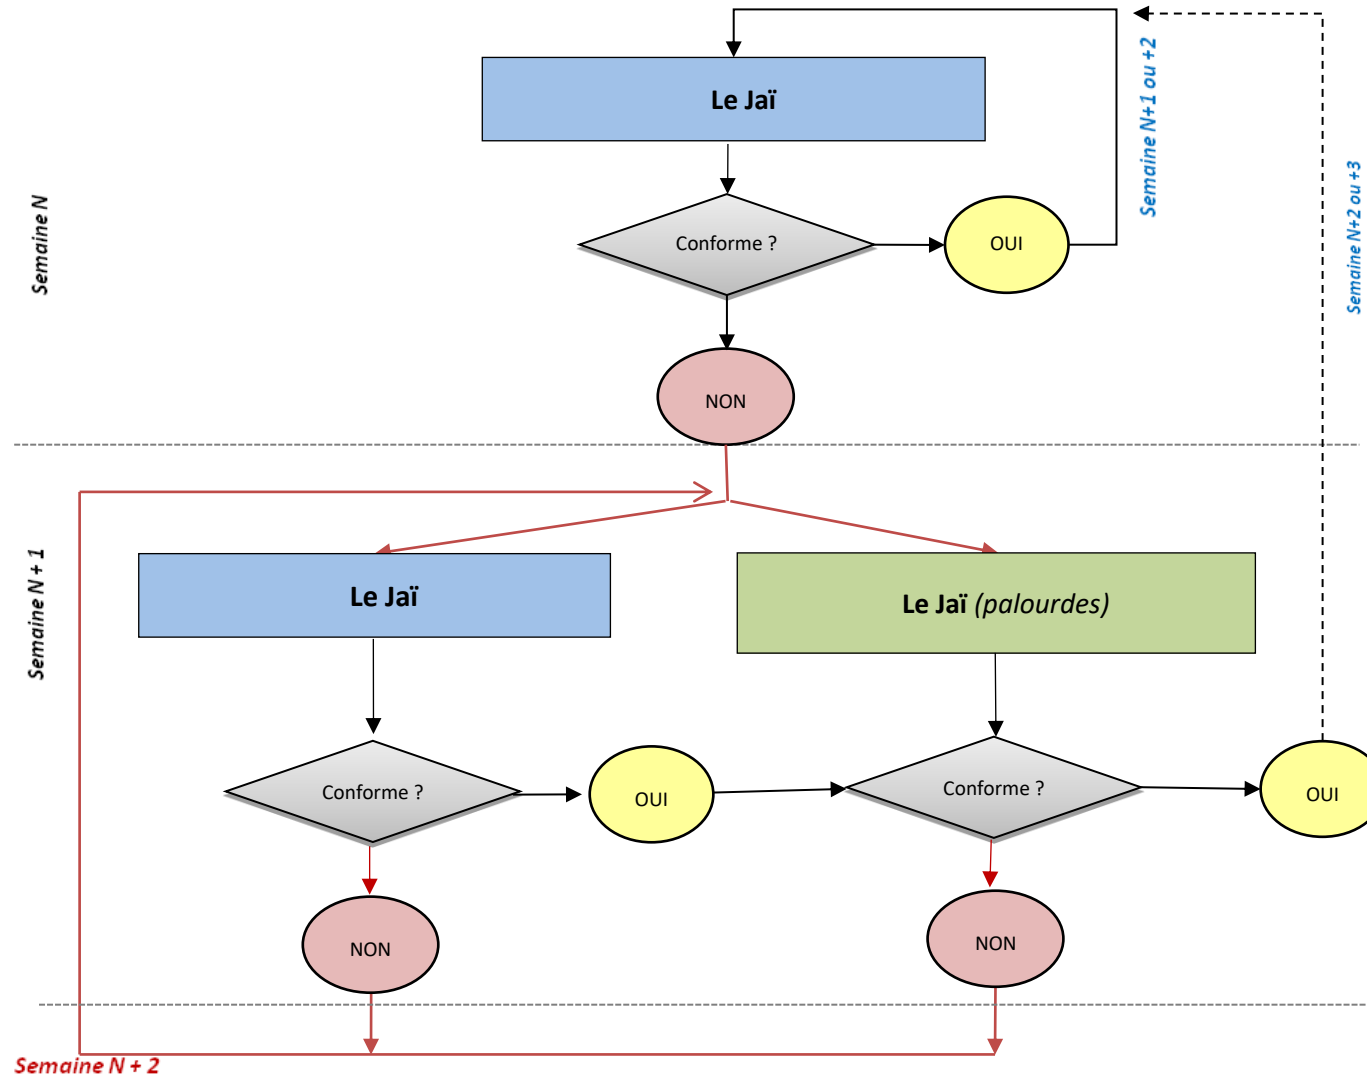 Le Jaï
Semaine N+1 ou +2
Semaine N+2 ou +3
Semaine N
Conforme ?
OUI
NON
Semaine N + 1
Le Jaï
Le Jaï (palourdes)
Conforme ?
OUI
Conforme ?
OUI
NON
NON
Semaine N + 2